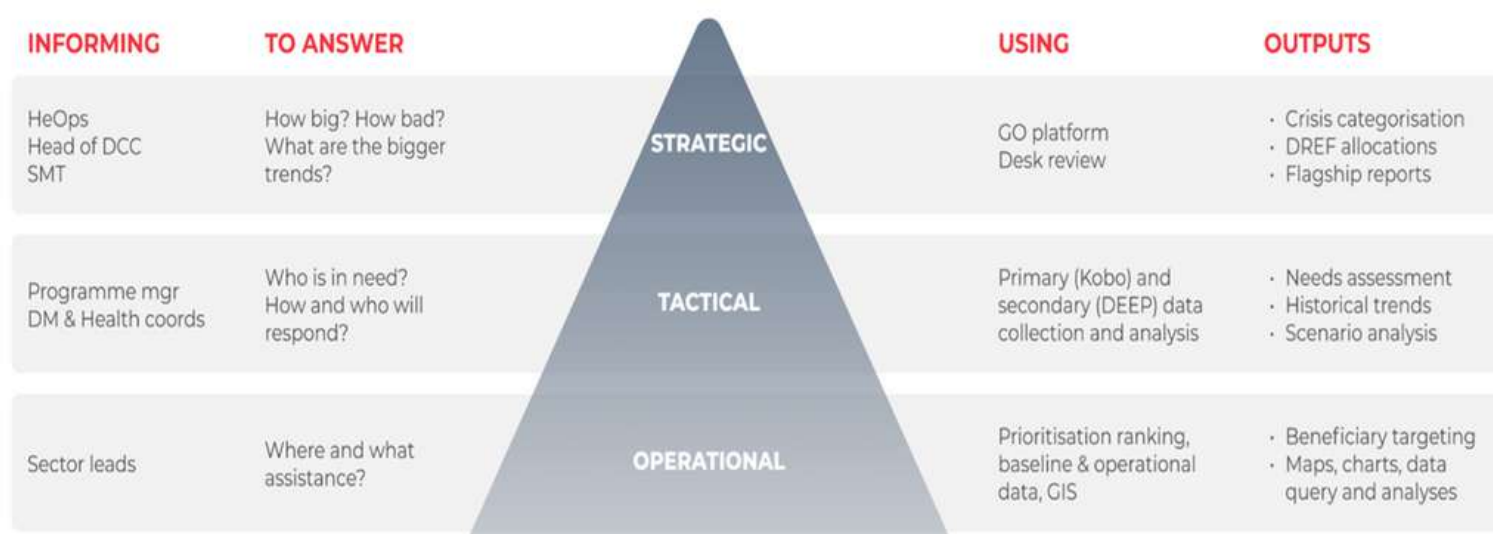 INFORMING
TO ANSWER
USING
OUTPUTS
HeOps
Head of DCC
SMT
How big? How bad?
What are the bigger
trends?
STRATEGIC
GO platform
Desk review
· Crisis categorisation
· DREF allocations
· Flagship reports
Programme mgr
DM & Health coords
Who is in need?
How and who will
respond?
TACTICAL
Primary (Kobo) and
secondary (DEEP) data
collection and analysis
· Needs assessment
· Historical trends
· Scenario analysis
Sector leads
Where and what
assistance?
OPERATIONAL
Prioritisation ranking,
baseline & operational
data, GIS
· Beneficiary targeting
· Maps, charts, data
query and analyses